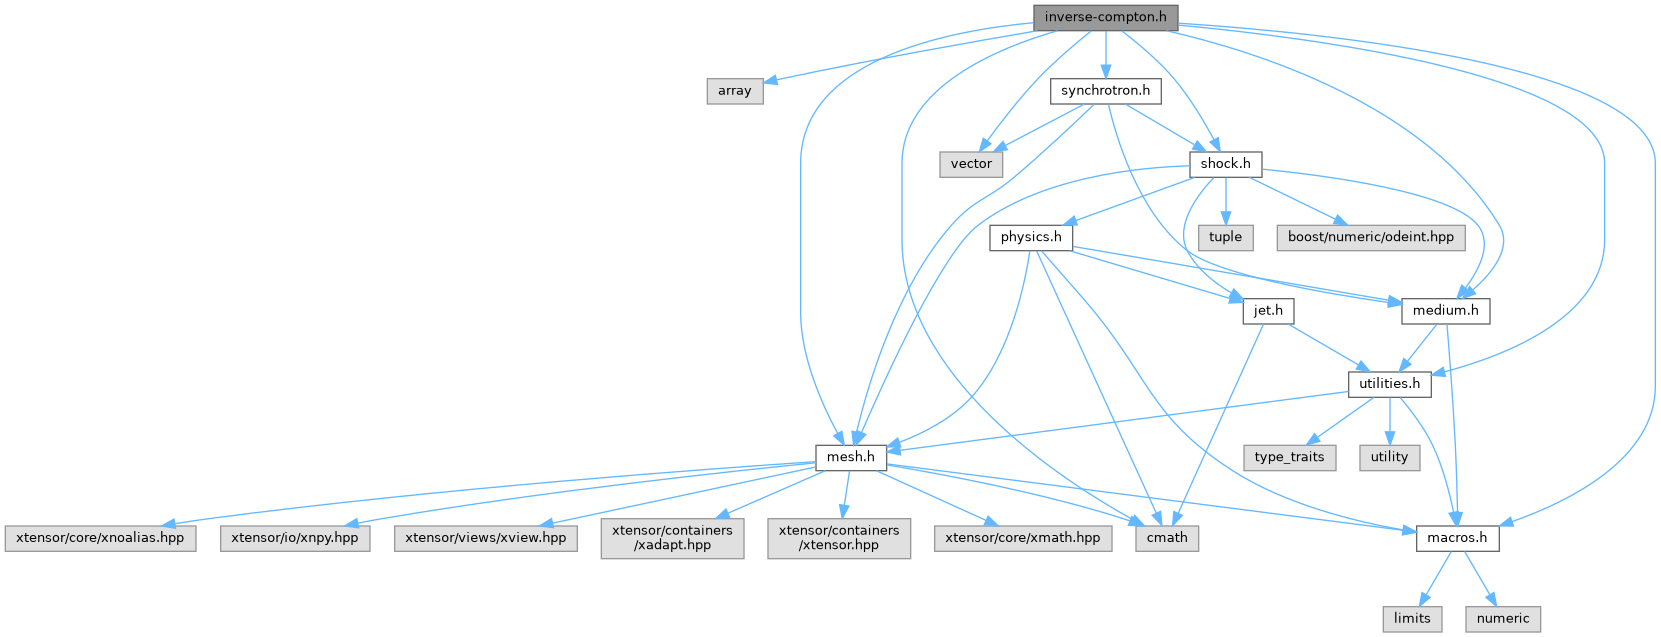 inverse-compton.h
array
synchrotron.h
vector
shock.h
physics.h
tuple
boost/numeric/odeint.hpp
jet.h
medium.h
utilities.h
mesh.h
type_traits
utility
xtensor/core/xnoalias.hpp
xtensor/io/xnpy.hpp
xtensor/views/xview.hpp
xtensor/containers
/xadapt.hpp
xtensor/containers
/xtensor.hpp
xtensor/core/xmath.hpp
cmath
macros.h
limits
numeric